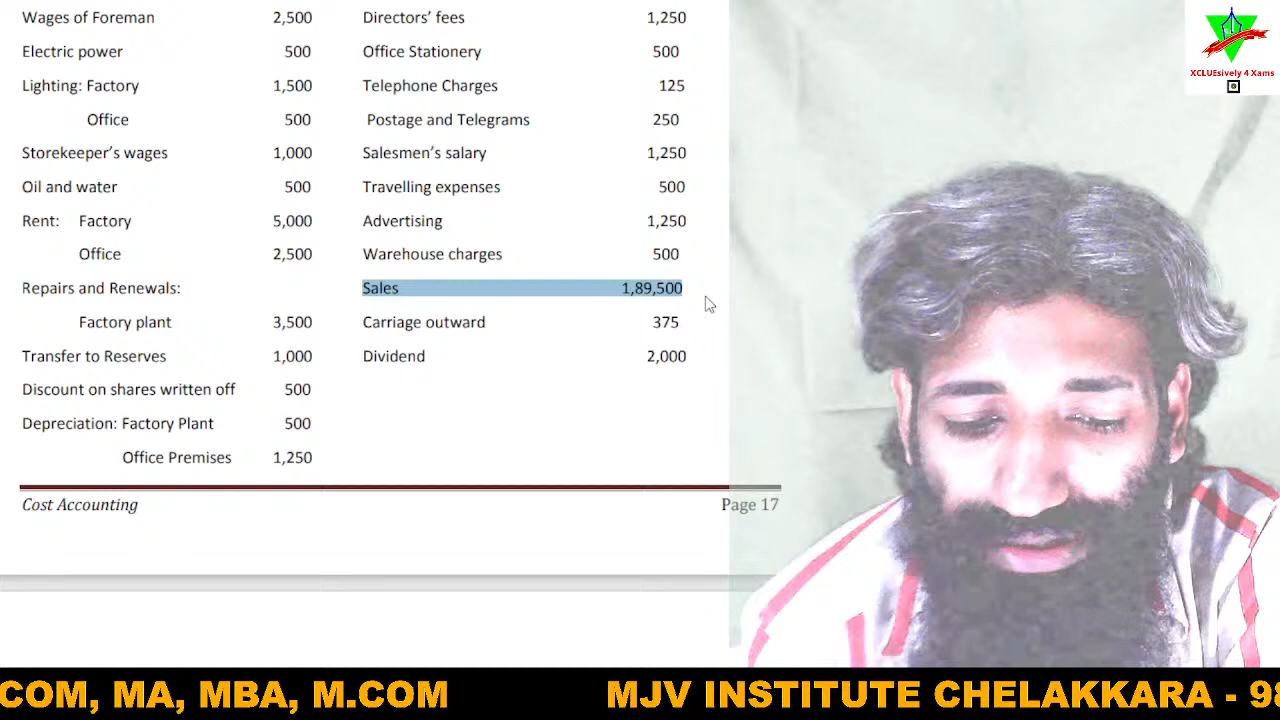 Wages of Foreman 2,500 Directors' fees 1,250
Electric power 500 Office Stationery 500
Lighting: Factory 1,500 Telephone Charges 125
Office 500 Postage and Telegrams 250
Storekeeper's wages 1,000 Salesmen's salary 1,250
Oil and water 500 Travelling expenses 500
Rent: Factory 5,000 Advertising 1,250
Office 2,500 Warehouse charges 500
Repairs and Renewals: Sales 1,89,500
Factory plant 3,500 Carriage outward 375
Transfer to Reserves 1,000 Dividend 2,000
Discount on shares written off 500
Depreciation: Factory Plant 500
Office Premises 1,250
Cost Accounting Page 17
XCLUEsively 4 Xams
COM, MA, MBA, M.COM MJV INSTITUTE CHELAKKARA - 98